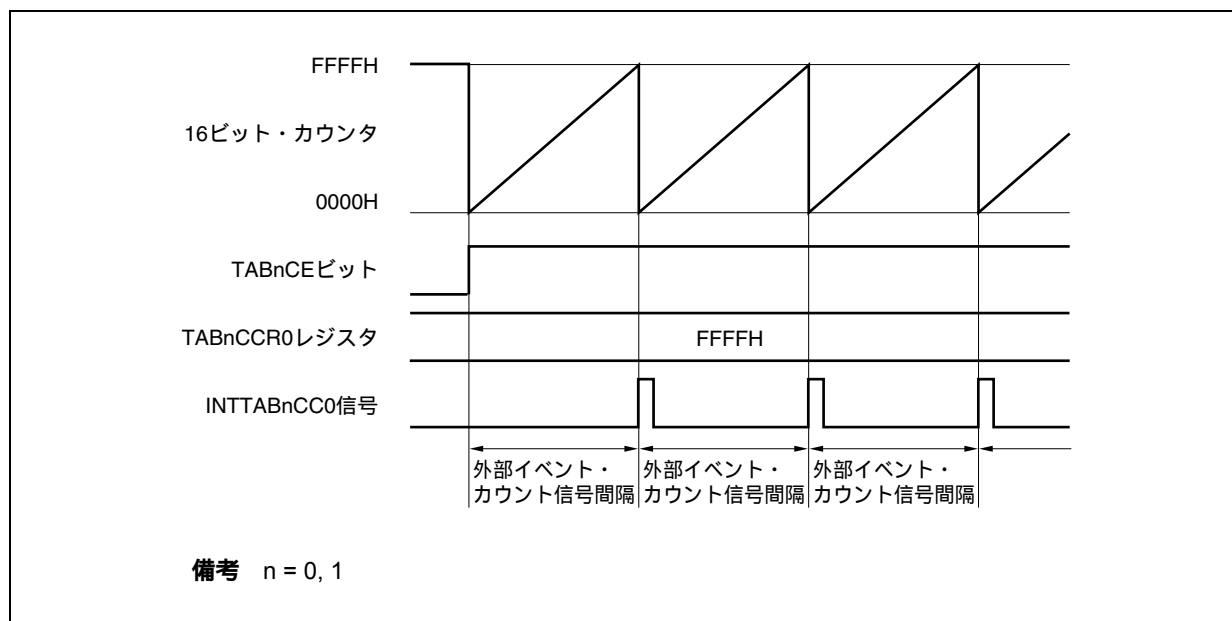 FFFFH
16ビット・カウンタ
0000H
TABnCEビット
TABnCCR0レジスタ
FFFFH
INTTABnCC0信号
外部イベント・
カウント信号間隔
外部イベント・
カウント信号間隔
外部イベント・
カウント信号間隔
備考 n = 0, 1